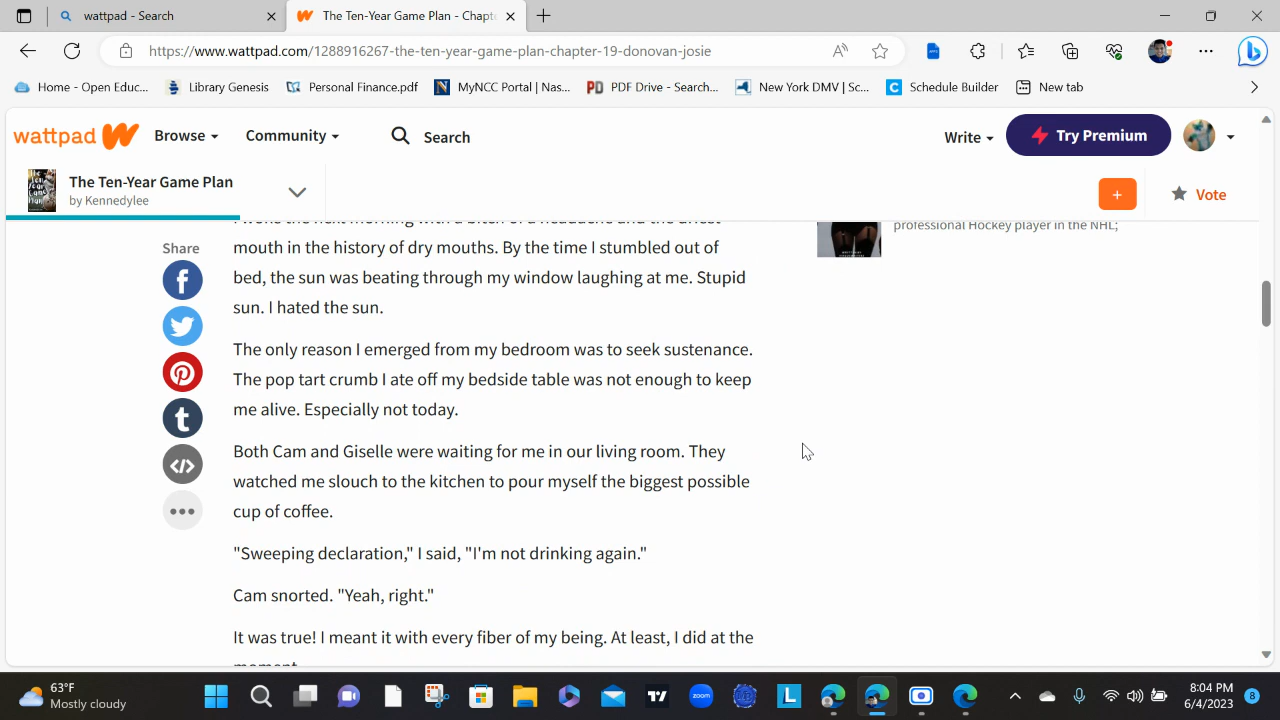 wattpad - Search
The Ten-Year Game Plan - Chapt
https://www.wattpad.com/1288916267-the-ten-year-game-plan-chapter-19-donovan-josie
Home - Open Educ...
Library Genesis
Personal Finance.pdf
MyNCC Portal | Nas...
PDF Drive - Search...
New York DMV | Sc...
Schedule Builder
New tab
wattpad
Browse
Community
Search
Write
Try Premium
The Ten-Year Game Plan
by Kennedylee
+
Vote
Share
professional Hockey player in the NHL;
mouth in the history of dry mouths. By the time I stumbled out of
bed, the sun was beating through my window laughing at me. Stupid
sun. I hated the sun.
The only reason I emerged from my bedroom was to seek sustenance.
The pop tart crumb I ate off my bedside table was not enough to keep
me alive. Especially not today.
Both Cam and Giselle were waiting for me in our living room. They
watched me slouch to the kitchen to pour myself the biggest possible
cup of coffee.
"Sweeping declaration," I said, "I'm not drinking again."
Cam snorted. "Yeah, right."
It was true! I meant it with every fiber of my being. At least, I did at the
moment
63°F
Mostly cloudy
zoom
8:04 PM
6/4/2023
8